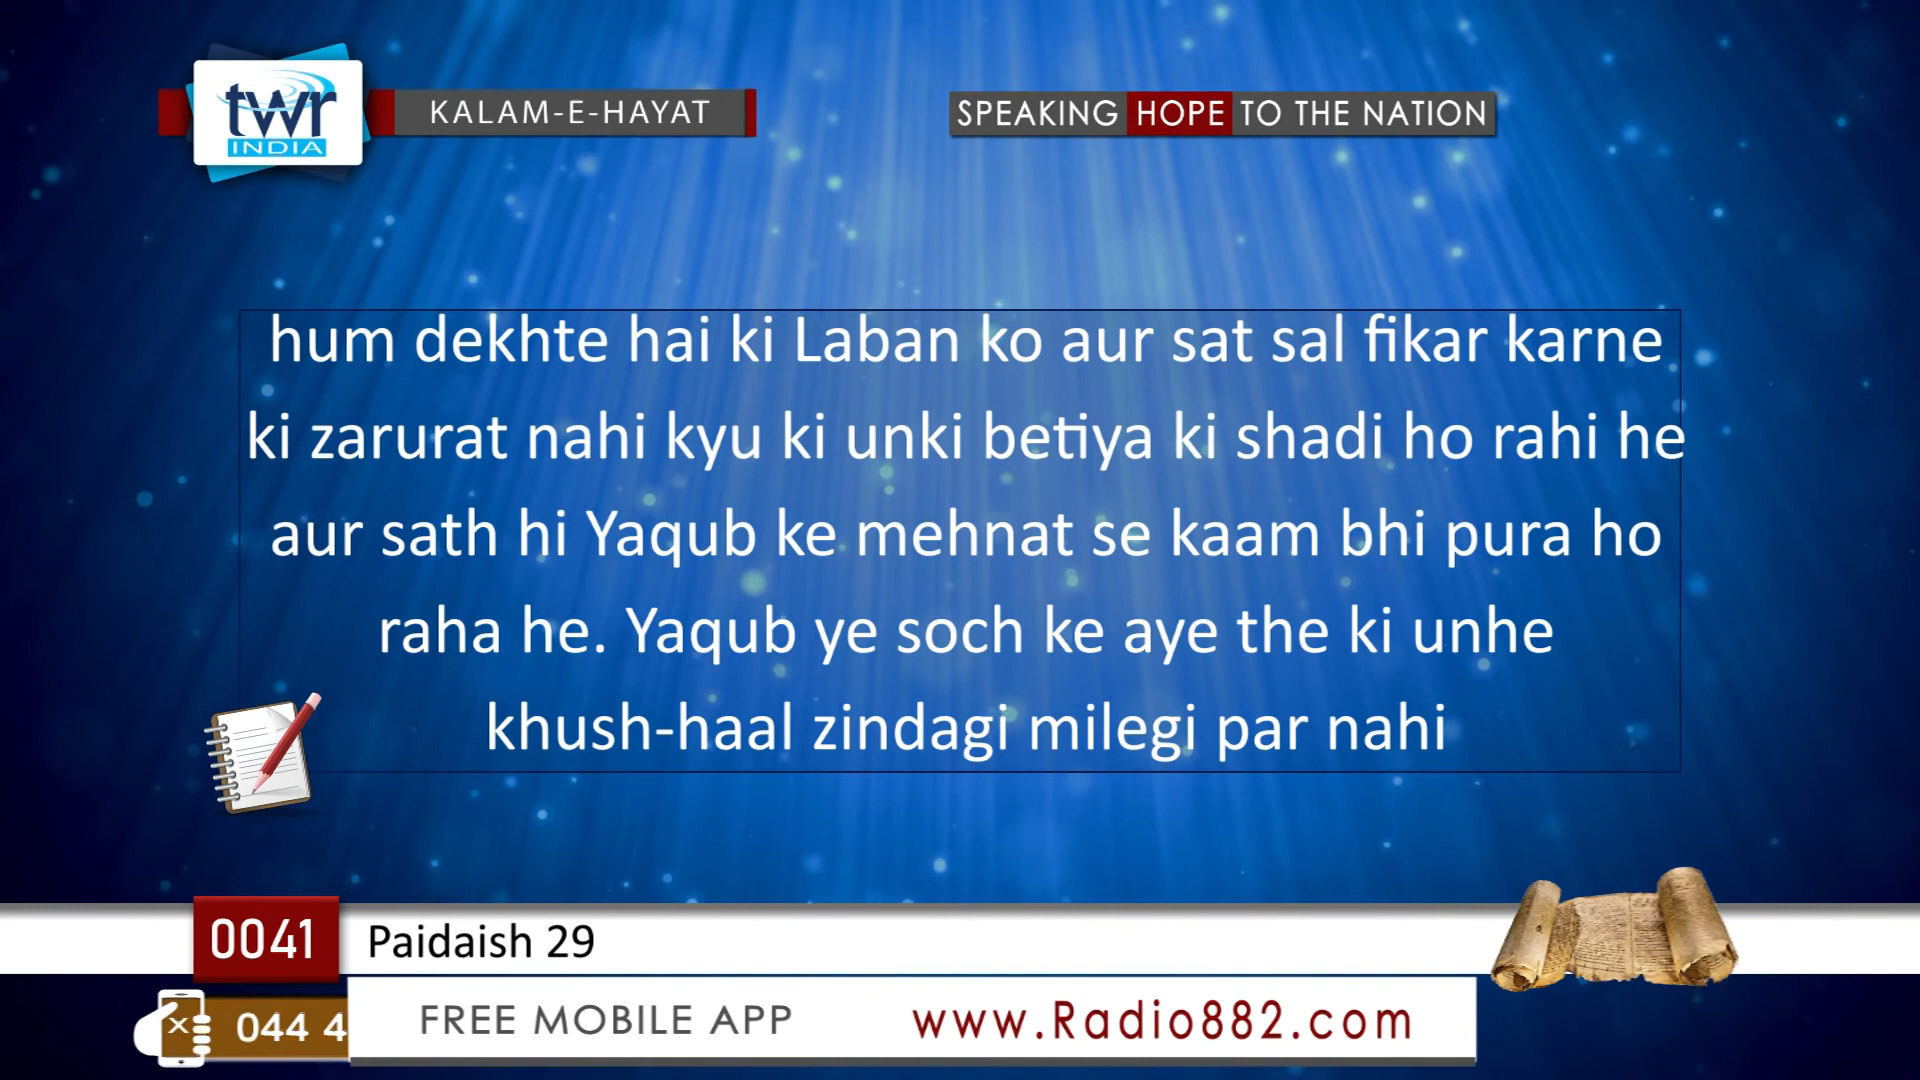 twr
INDIA
KALAM-E-HAYAT
SPEAKING HOPE TO THE NATION
hum dekhte hai ki Laban ko aur sat sal fikar karne
ki zarurat nahi kyu ki unki betiya ki shadi ho rahi he
aur sath hi Yaqub ke mehnat se kaam bhi pura ho
raha he. Yaqub ye soch ke aye the ki unhe
khush-haal zindagi milegi par nahi
0041 Paidaish 29
044 4
FREE MOBILE APP www.Radio882.com